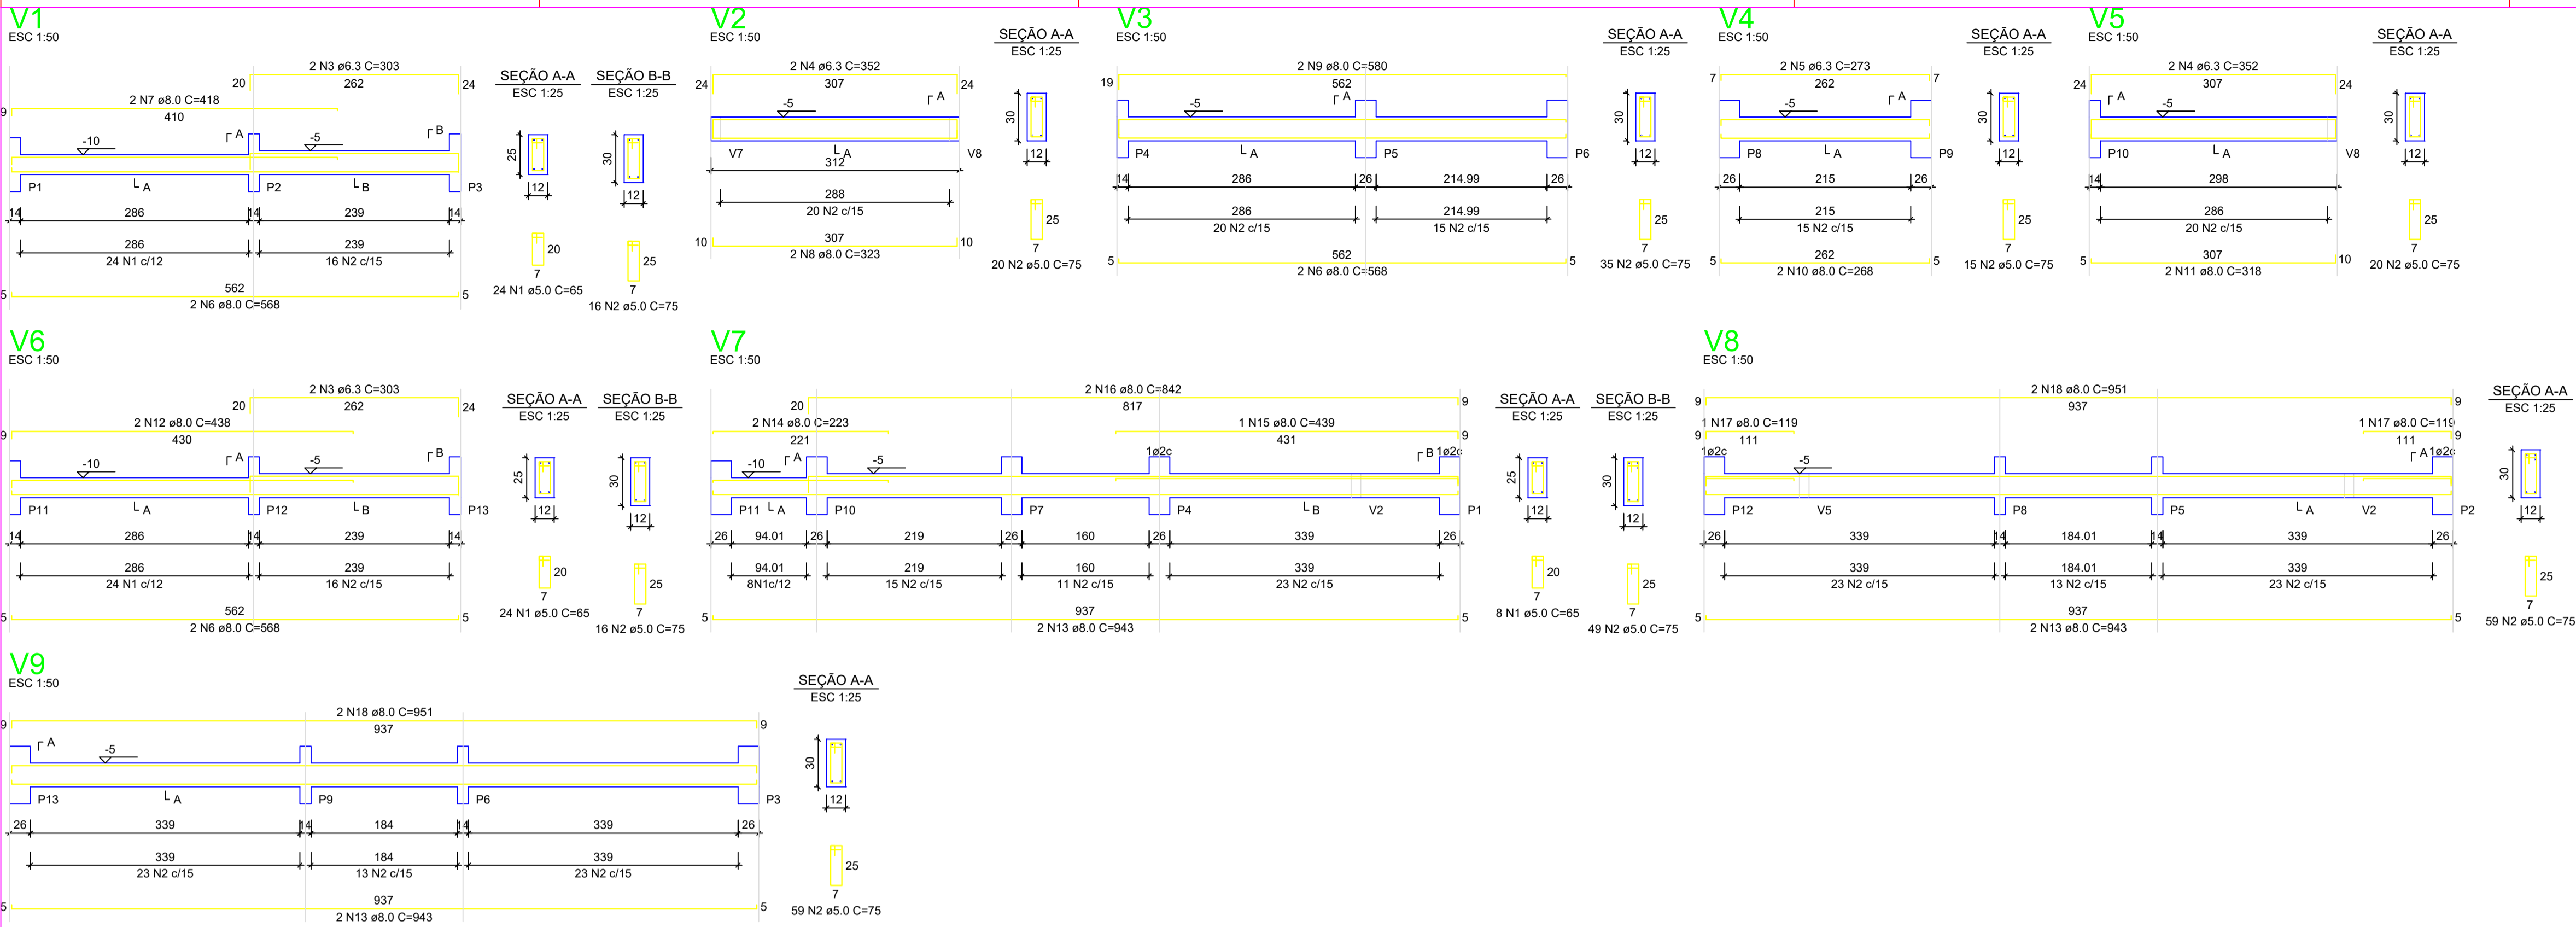 V1
ESC 1:50
2 N3 ø6.3 C=303
20 262 24
2 N7 ø8.0 C=418
9 410
-10 A -5 B
P1 A P2 B P3
14 286 14 239 14
286 239
24 N1 c/12 16 N2 c/15
5 562 5
2 N6 ø8.0 C=568
SEÇÃO A-A
ESC 1:25
25
12
20
7
24 N1 ø5.0 C=65
SEÇÃO B-B
ESC 1:25
30
12
25
7
16 N2 ø5.0 C=75
V2
ESC 1:50
2 N4 ø6.3 C=352
24 307 24
-5 A
V7 A V8
312
288
20 N2 c/15
10 307 10
2 N8 ø8.0 C=323
SEÇÃO A-A
ESC 1:25
30
12
25
7
20 N2 ø5.0 C=75
V3
ESC 1:50
2 N9 ø8.0 C=580
19 562
-5 A
P4 A P5 P6
14 286 26 214.99 26
286 214.99
20 N2 c/15 15 N2 c/15
5 562 5
2 N6 ø8.0 C=568
SEÇÃO A-A
ESC 1:25
30
12
25
7
35 N2 ø5.0 C=75
V4
ESC 1:50
2 N5 ø6.3 C=273
7 262 7
-5 A
P8 A P9
26 215 26
215
15 N2 c/15
5 262 5
2 N10 ø8.0 C=268
SEÇÃO A-A
ESC 1:25
30
12
25
7
15 N2 ø5.0 C=75
V5
ESC 1:50
2 N4 ø6.3 C=352
24 307 24
A -5
P10 A V8
14 298
286
20 N2 c/15
5 307 10
2 N11 ø8.0 C=318
SEÇÃO A-A
ESC 1:25
30
12
25
7
20 N2 ø5.0 C=75
V6
ESC 1:50
2 N3 ø6.3 C=303
20 262 24
2 N12 ø8.0 C=438
9 430
-10 A -5 B
P11 A P12 B P13
14 286 14 239 14
286 239
24 N1 c/12 16 N2 c/15
5 562 5
2 N6 ø8.0 C=568
SEÇÃO A-A
ESC 1:25
25
12
20
7
24 N1 ø5.0 C=65
SEÇÃO B-B
ESC 1:25
30
12
25
7
16 N2 ø5.0 C=75
V7
ESC 1:50
2 N16 ø8.0 C=842
20 817 9
2 N14 ø8.0 C=223 1 N15 ø8.0 C=439
221 431 9
1ø2c B 1ø2c
-10 A -5
P11 A P10 P7 P4 B V2 P1
26 94.01 26 219 26 160 26 339 26
94.01 219 160 339
8N1c/12 15 N2 c/15 11 N2 c/15 23 N2 c/15
5 937 5
2 N13 ø8.0 C=943
SEÇÃO A-A
ESC 1:25
25
12
20
7
8 N1 ø5.0 C=65
SEÇÃO B-B
ESC 1:25
30
12
25
7
49 N2 ø5.0 C=75
V8
ESC 1:50
2 N18 ø8.0 C=951
9 937 9
1 N17 ø8.0 C=119 1 N17 ø8.0 C=119
9 111 111 9
1ø2c A 1ø2c
-5
P12 V5 P8 P5 A V2 P2
26 339 14 184.01 14 339 26
339 184.01 339
23 N2 c/15 13 N2 c/15 23 N2 c/15
5 937 5
2 N13 ø8.0 C=943
SEÇÃO A-A
ESC 1:25
30
12
25
7
59 N2 ø5.0 C=75
V9
ESC 1:50
2 N18 ø8.0 C=951
9 937 9
A -5
P13 A P9 P6 P3
26 339 14 184 14 339 26
339 184 339
23 N2 c/15 13 N2 c/15 23 N2 c/15
5 937 5
2 N13 ø8.0 C=943
SEÇÃO A-A
ESC 1:25
30
12
25
7
59 N2 ø5.0 C=75